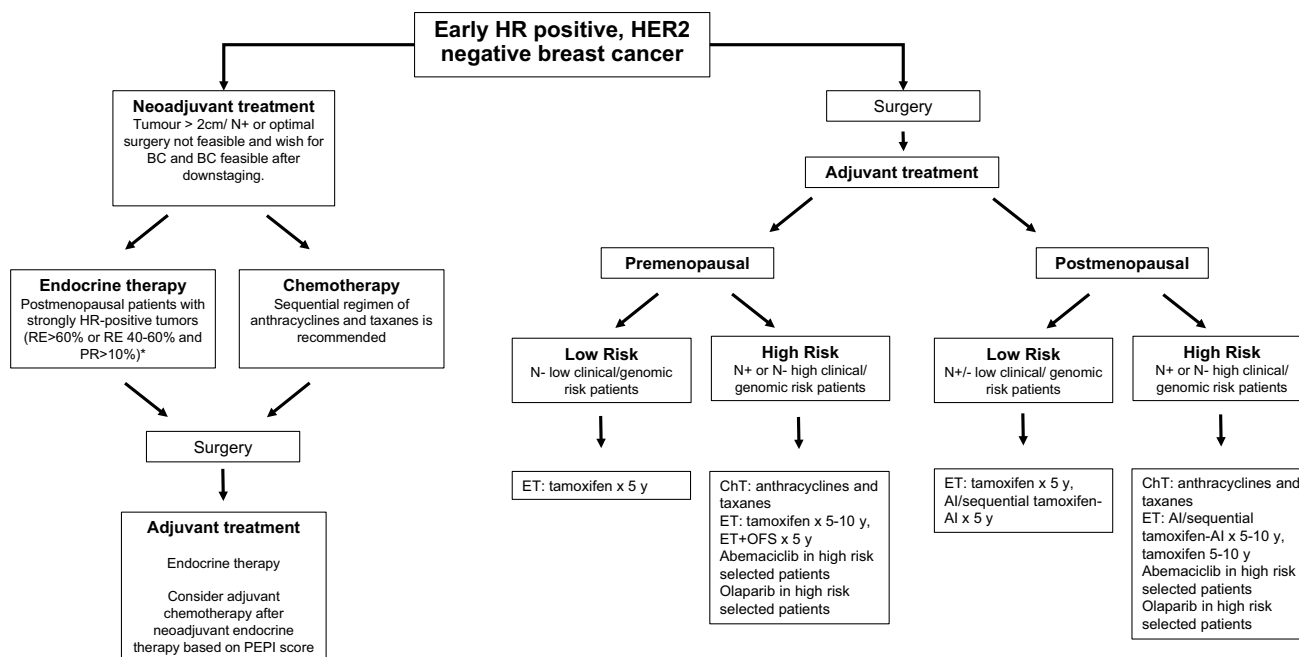 Early HR positive, HER2
negative breast cancer
Neoadjuvant treatment
Tumour > 2cm/ N+ or optimal
surgery not feasible and wish for
BC and BC feasible after
downstaging.
Endocrine therapy
Postmenopausal patients with
strongly HR-positive tumors
(RE>60% or RE 40-60% and
PR>10%)*
Chemotherapy
Sequential regimen of
anthracyclines and taxanes is
recommended
Surgery
Adjuvant treatment
Endocrine therapy
Consider adjuvant
chemotherapy after
neoadjuvant endocrine
therapy based on PEPI score
Surgery
Adjuvant treatment
Premenopausal
Low Risk
N- low clinical/genomic
risk patients
ET: tamoxifen x 5 y
High Risk
N+ or N- high clinical/
genomic risk patients
ChT: anthracyclines and
taxanes
ET: tamoxifen x 5-10 y,
ET+OFS x 5 y
Abemaciclib in high risk
selected patients
Olaparib in high risk
selected patients
Postmenopausal
Low Risk
N+/- low clinical/ genomic
risk patients
ET: tamoxifen x 5 y,
AI/sequential tamoxifen-
AI x 5 y
High Risk
N+ or N- high clinical/
genomic risk patients
ChT: anthracyclines and
taxanes
ET: AI/sequential
tamoxifen-AI x 5-10 y,
tamoxifen 5-10 y
Abemaciclib in high risk
selected patients
Olaparib in high risk
selected patients